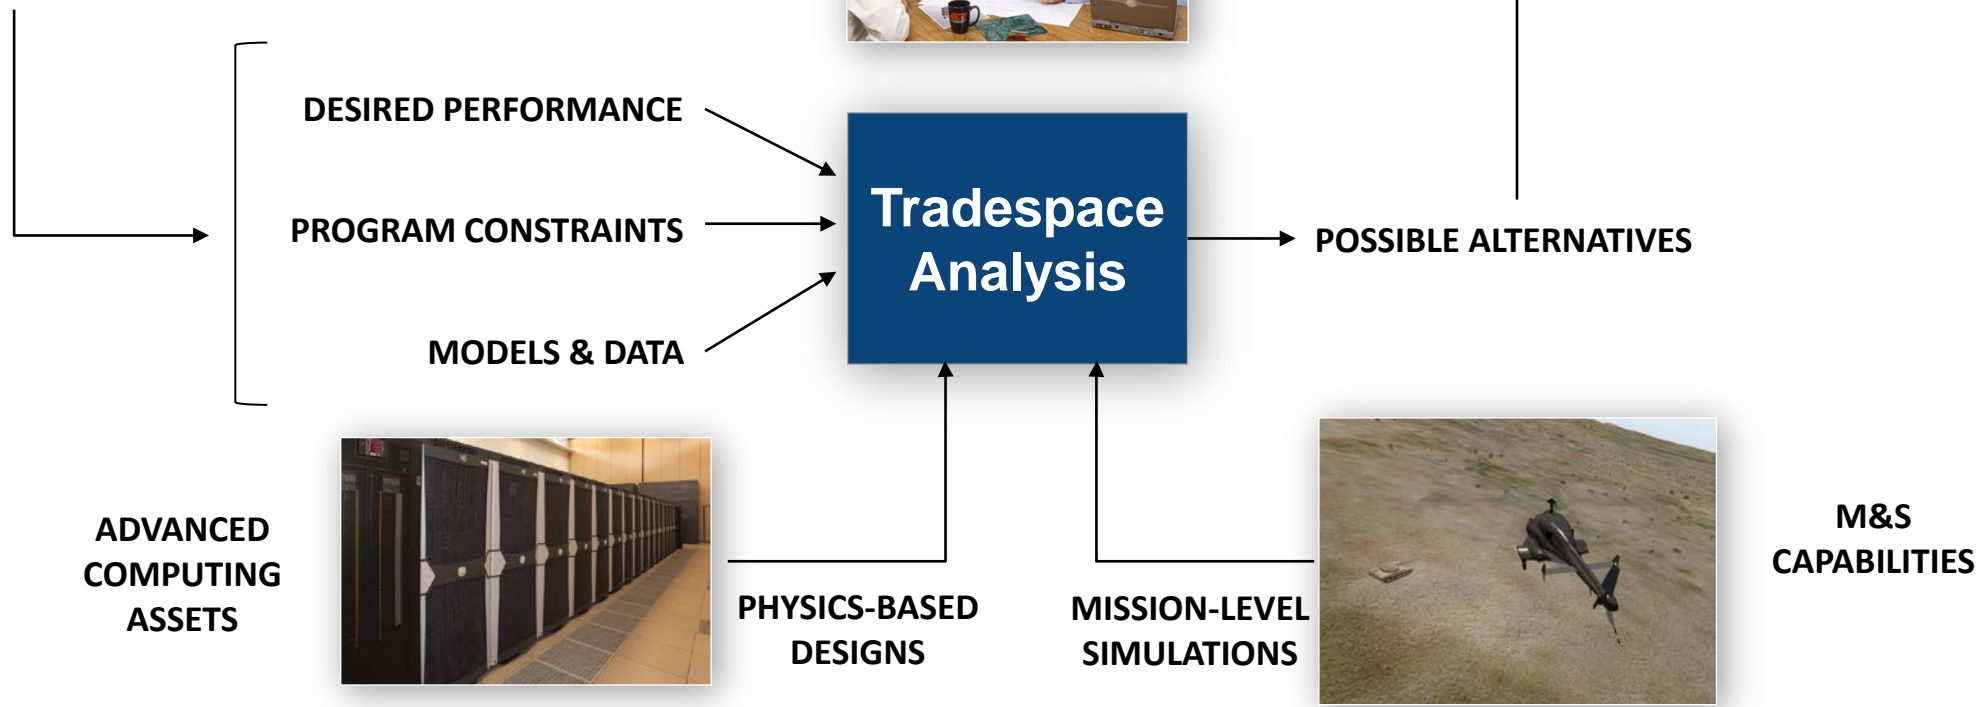 DESIRED PERFORMANCE
PROGRAM CONSTRAINTS
MODELS & DATA
Tradespace
Analysis
POSSIBLE ALTERNATIVES
ADVANCED
COMPUTING
ASSETS
PHYSICS-BASED
DESIGNS
MISSION-LEVEL
SIMULATIONS
M&S
CAPABILITIES